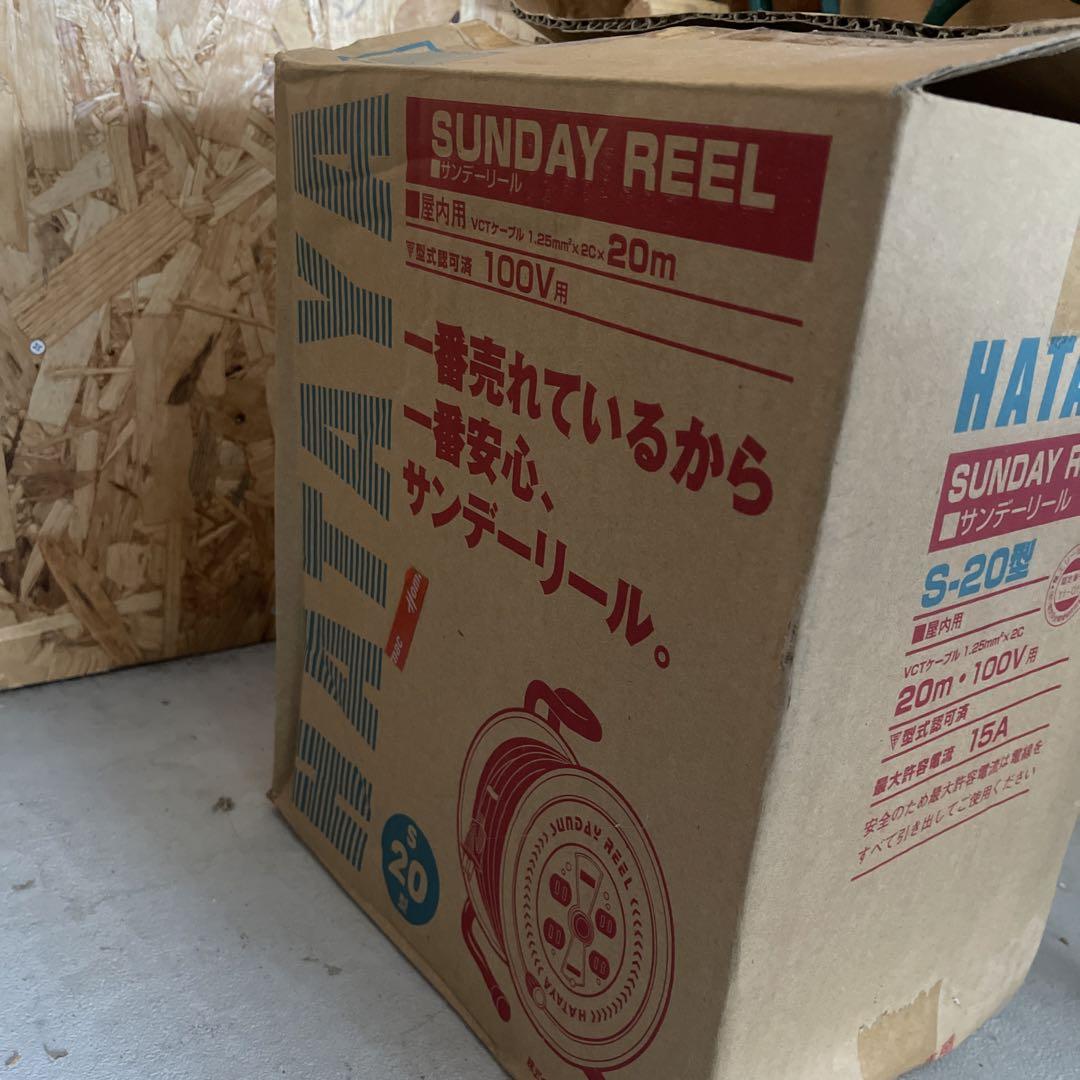 HATAYA
SUNDAY REEL
■サンデーリール
■屋内用 VCTケーブル 1.25mm²×2C×20m
型式認可済 100V用
一番売れているから
一番安心、
サンデーリール。
S
20
型
SUNDAY REEL
HATAYA
HATA
SUNDAY R
■サンデーリール
S-20型
■屋内用
VCTケーブル 1.25mm²×2C
20m・100V用
型式認可済
最大許容電流 15A
安全のため最大許容電流は電線を
すべて引き出してご使用ください